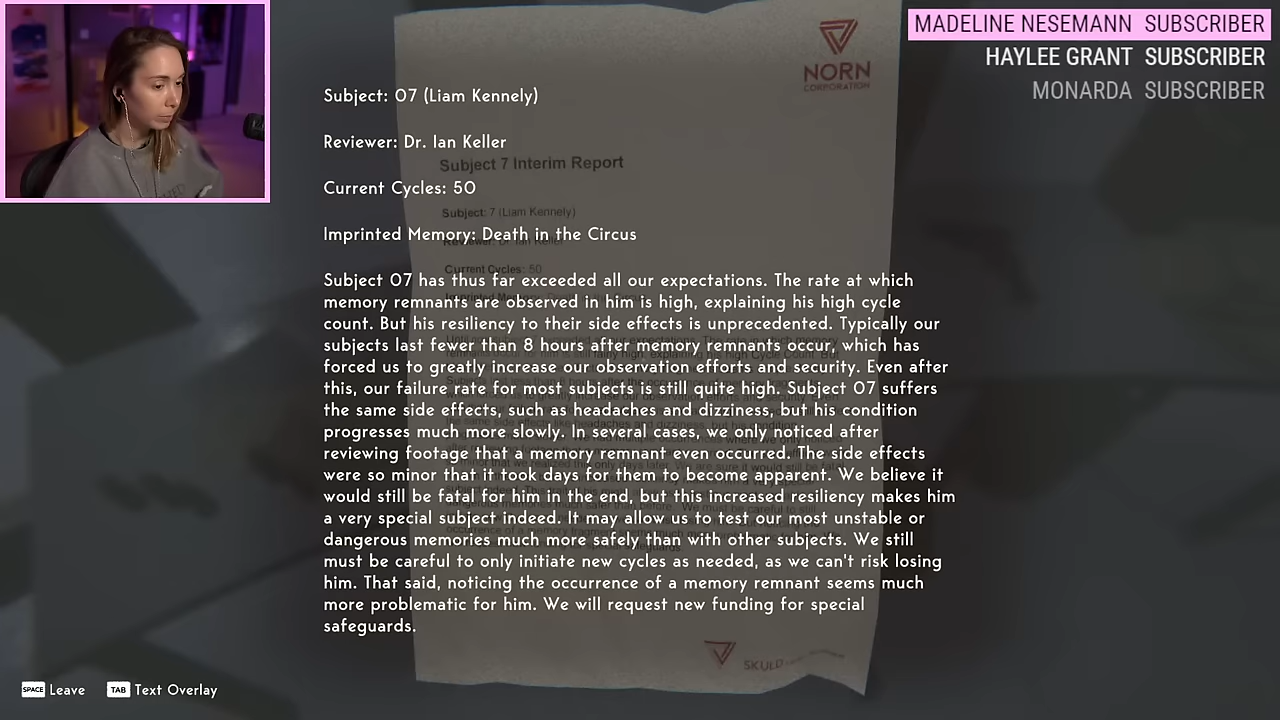 MADELINE NESEMANN SUBSCRIBER
HAYLEE GRANT SUBSCRIBER
MONARDA SUBSCRIBER
NORN
CORPORATION
Subject: 07 (Liam Kennely)
Reviewer: Dr. Ian Keller
Subject 7 Interim Report
Current Cycles: 50
Subject: 7 (Liam Kennely)
Imprinted Memory: Death in the Circus
Current Cycles: 50
Subject 07 has thus far exceeded all our expectations. The rate at which
memory remnants are observed in him is high, explaining his high cycle
count. But his resiliency to their side effects is unprecedented. Typically our
subjects last fewer than 8 hours after memory remnants occur, which has
forced us to greatly increase our observation efforts and security. Even after
this, our failure rate for most subjects is still quite high. Subject 07 suffers
the same side effects, such as headaches and dizziness, but his condition
progresses much more slowly. In several cases, we only noticed after
reviewing footage that a memory remnant even occurred. The side effects
were so minor that it took days for them to become apparent. We believe it
would still be fatal for him in the end, but this increased resiliency makes him
a very special subject indeed. It may allow us to test our most unstable or
dangerous memories much more safely than with other subjects. We still
must be careful to only initiate new cycles as needed, as we can't risk losing
him. That said, noticing the occurrence of a memory remnant seems much
more problematic for him. We will request new funding for special
safeguards.
SKULD
SPACE Leave TAB Text Overlay